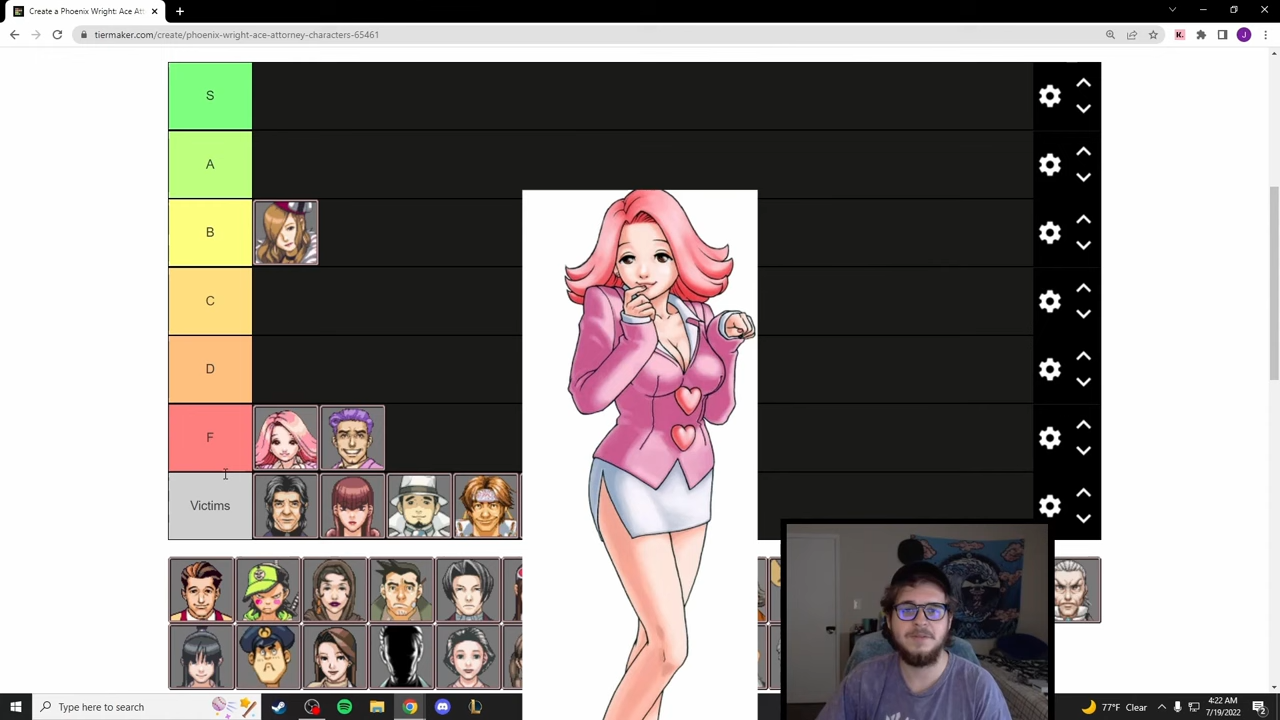 Create a Phoenix Wright: Ace Att
tiermaker.com/create/phoenix-wright-ace-attorney-characters-65461
K
J
S
A
B
C
D
F
Victims
Type here to search
77°F Clear
4:22 AM
7/19/2022
2